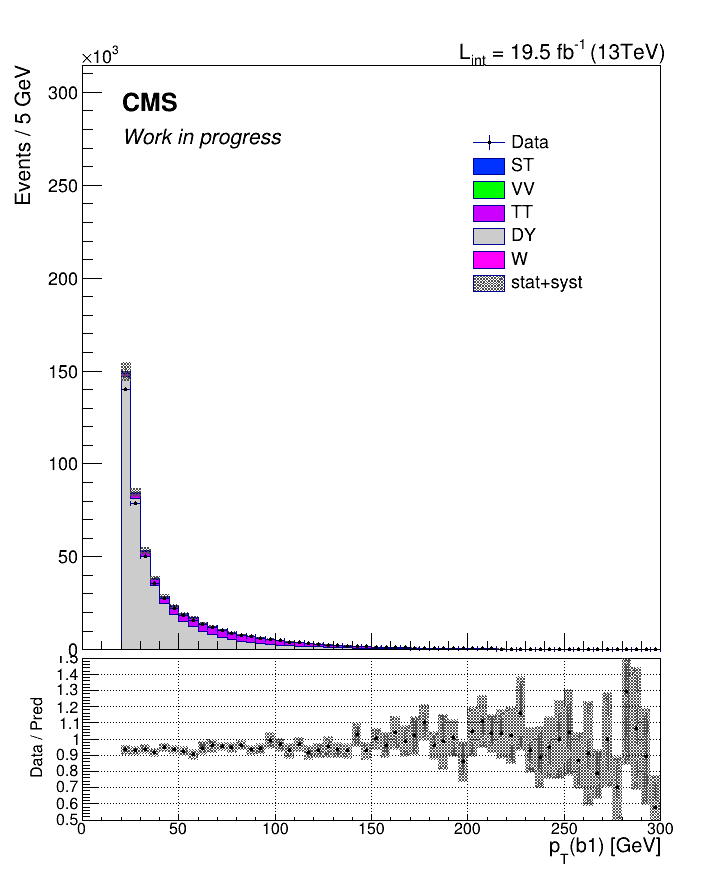 ×10³
L_int = 19.5 fb⁻¹ (13TeV)
Events / 5 GeV
300
250
200
150
100
50
0
CMS
Work in progress
Data
ST
VV
TT
DY
W
stat+syst
Data / Pred
1.5
1.4
1.3
1.2
1.1
1
0.9
0.8
0.7
0.6
0.5
0 50 100 150 200 250 300
p_T(b1) [GeV]